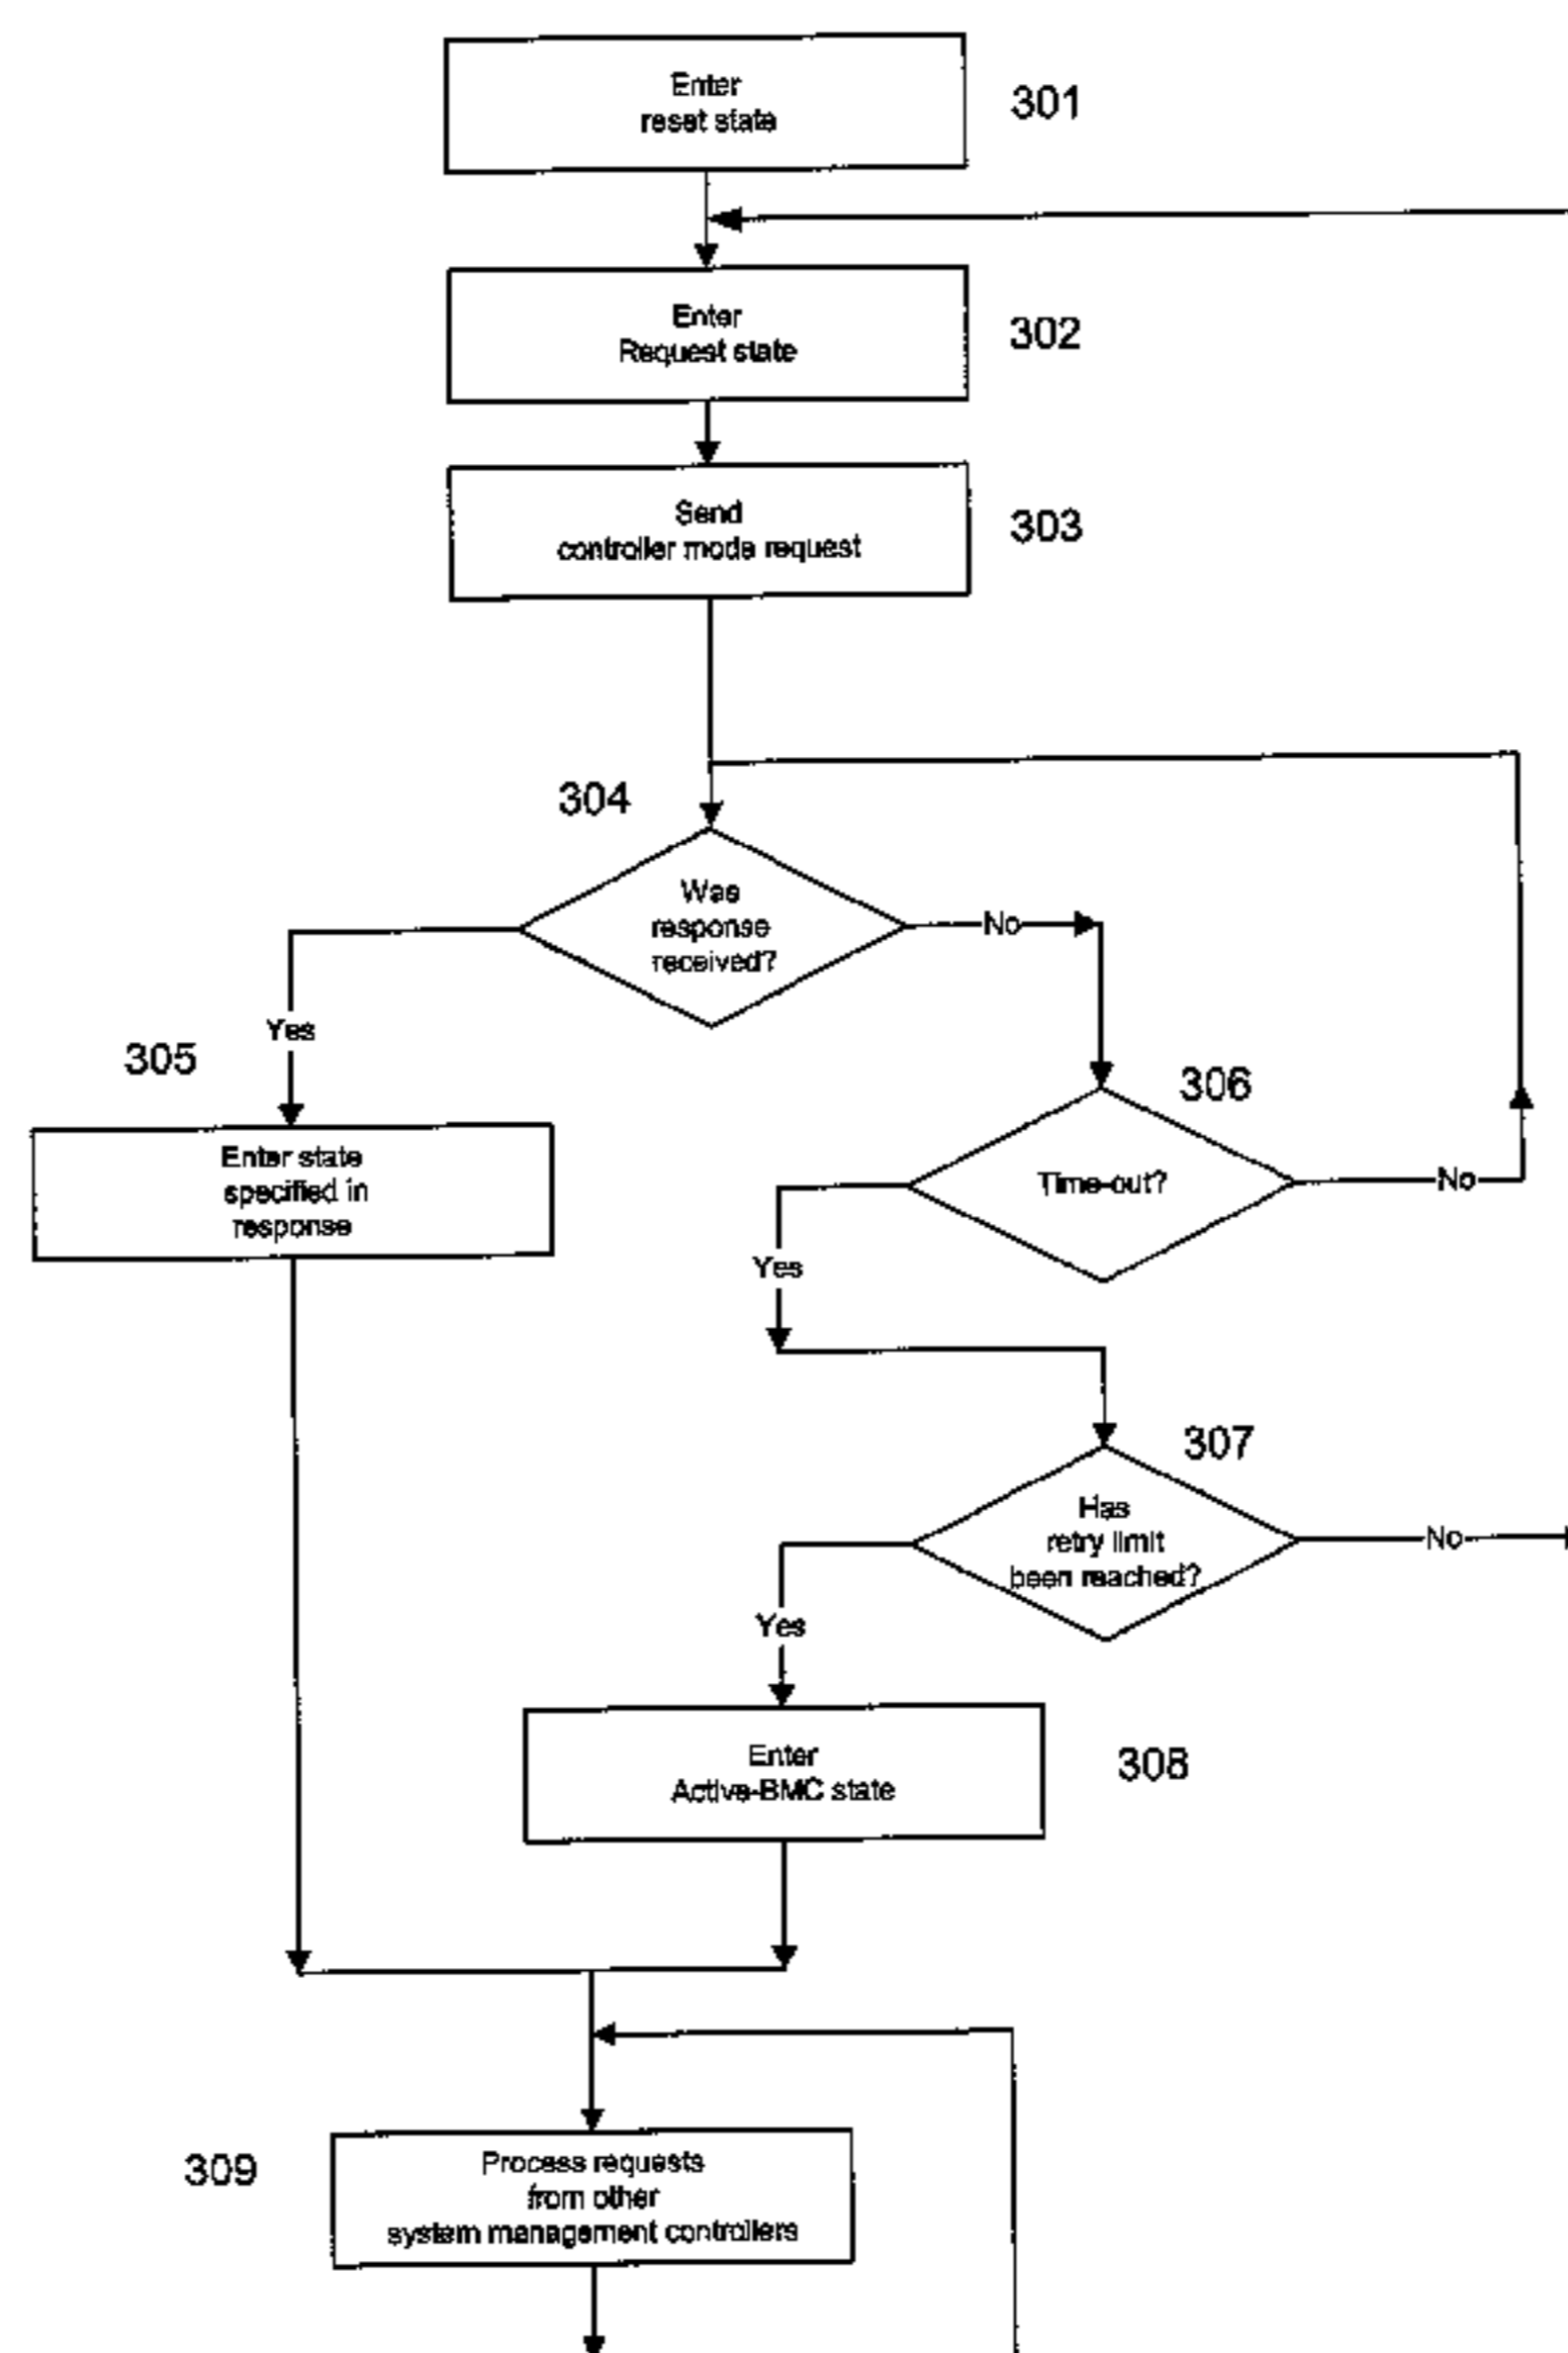 Enter
reset state
301
Enter
Request state
302
Send
controller mode request
303
304
Was
response
received?
No
Yes
305
306
Enter state
specified in
response
Time-out?
No
Yes
307
Has
retry limit
been reached?
No
Yes
Enter
Active-BMC state
308
309
Process requests
from other
system management controllers